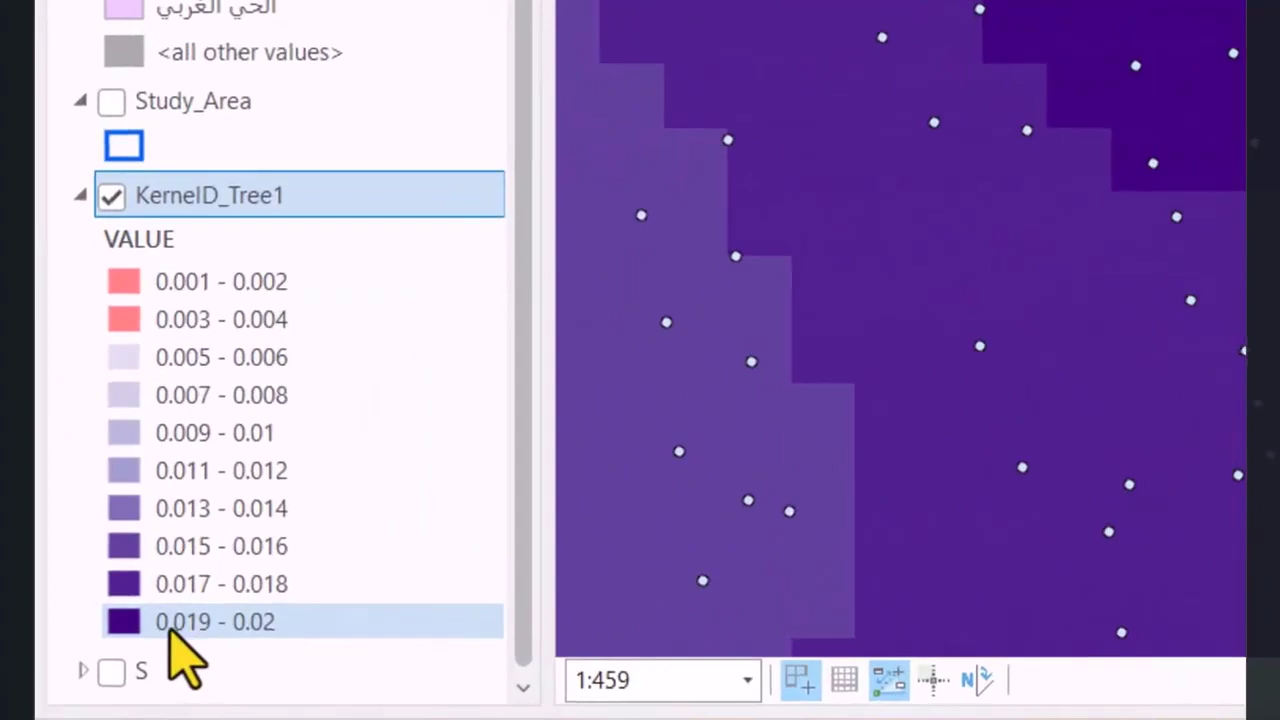 الحي الغربي
<all other values>
Study_Area
KernelD_Tree1
VALUE
0.001 - 0.002
0.003 - 0.004
0.005 - 0.006
0.007 - 0.008
0.009 - 0.01
0.011 - 0.012
0.013 - 0.014
0.015 - 0.016
0.017 - 0.018
0.019 - 0.02
S
1:459
N